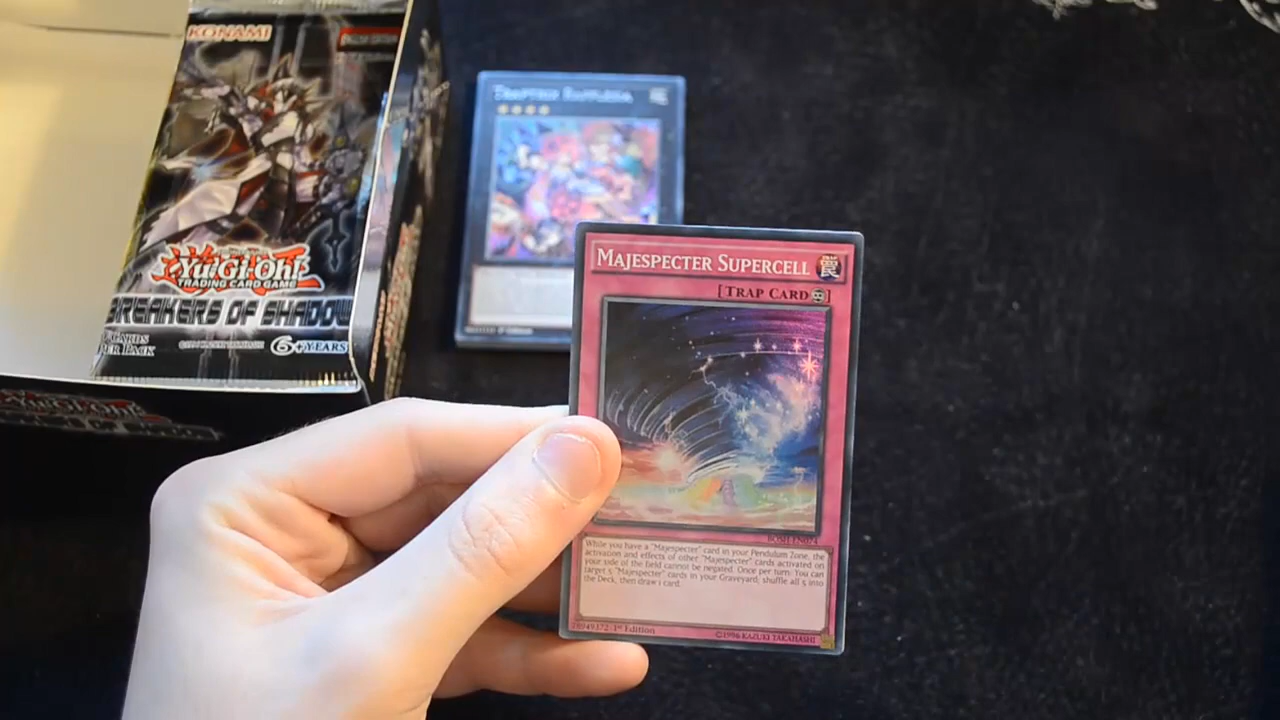 KONAMI
Yu-Gi-Oh!
TRADING CARD GAME
BREAKERS OF SHADOW
CARDS
PER PACK
6+YEARS
MAJESPECTER SUPERCELL
[TRAP CARD]
While you have a "Majespecter" card in your Pendulum Zone, the
activation and effects of other "Majespecter" cards activated on
your side of the field cannot be negated. Once per turn: You can
target 5 "Majespecter" cards in your Graveyard; shuffle all 5 into
the Deck, then draw 1 card.
1st Edition
©1996 KAZUKI TAKAHASHI